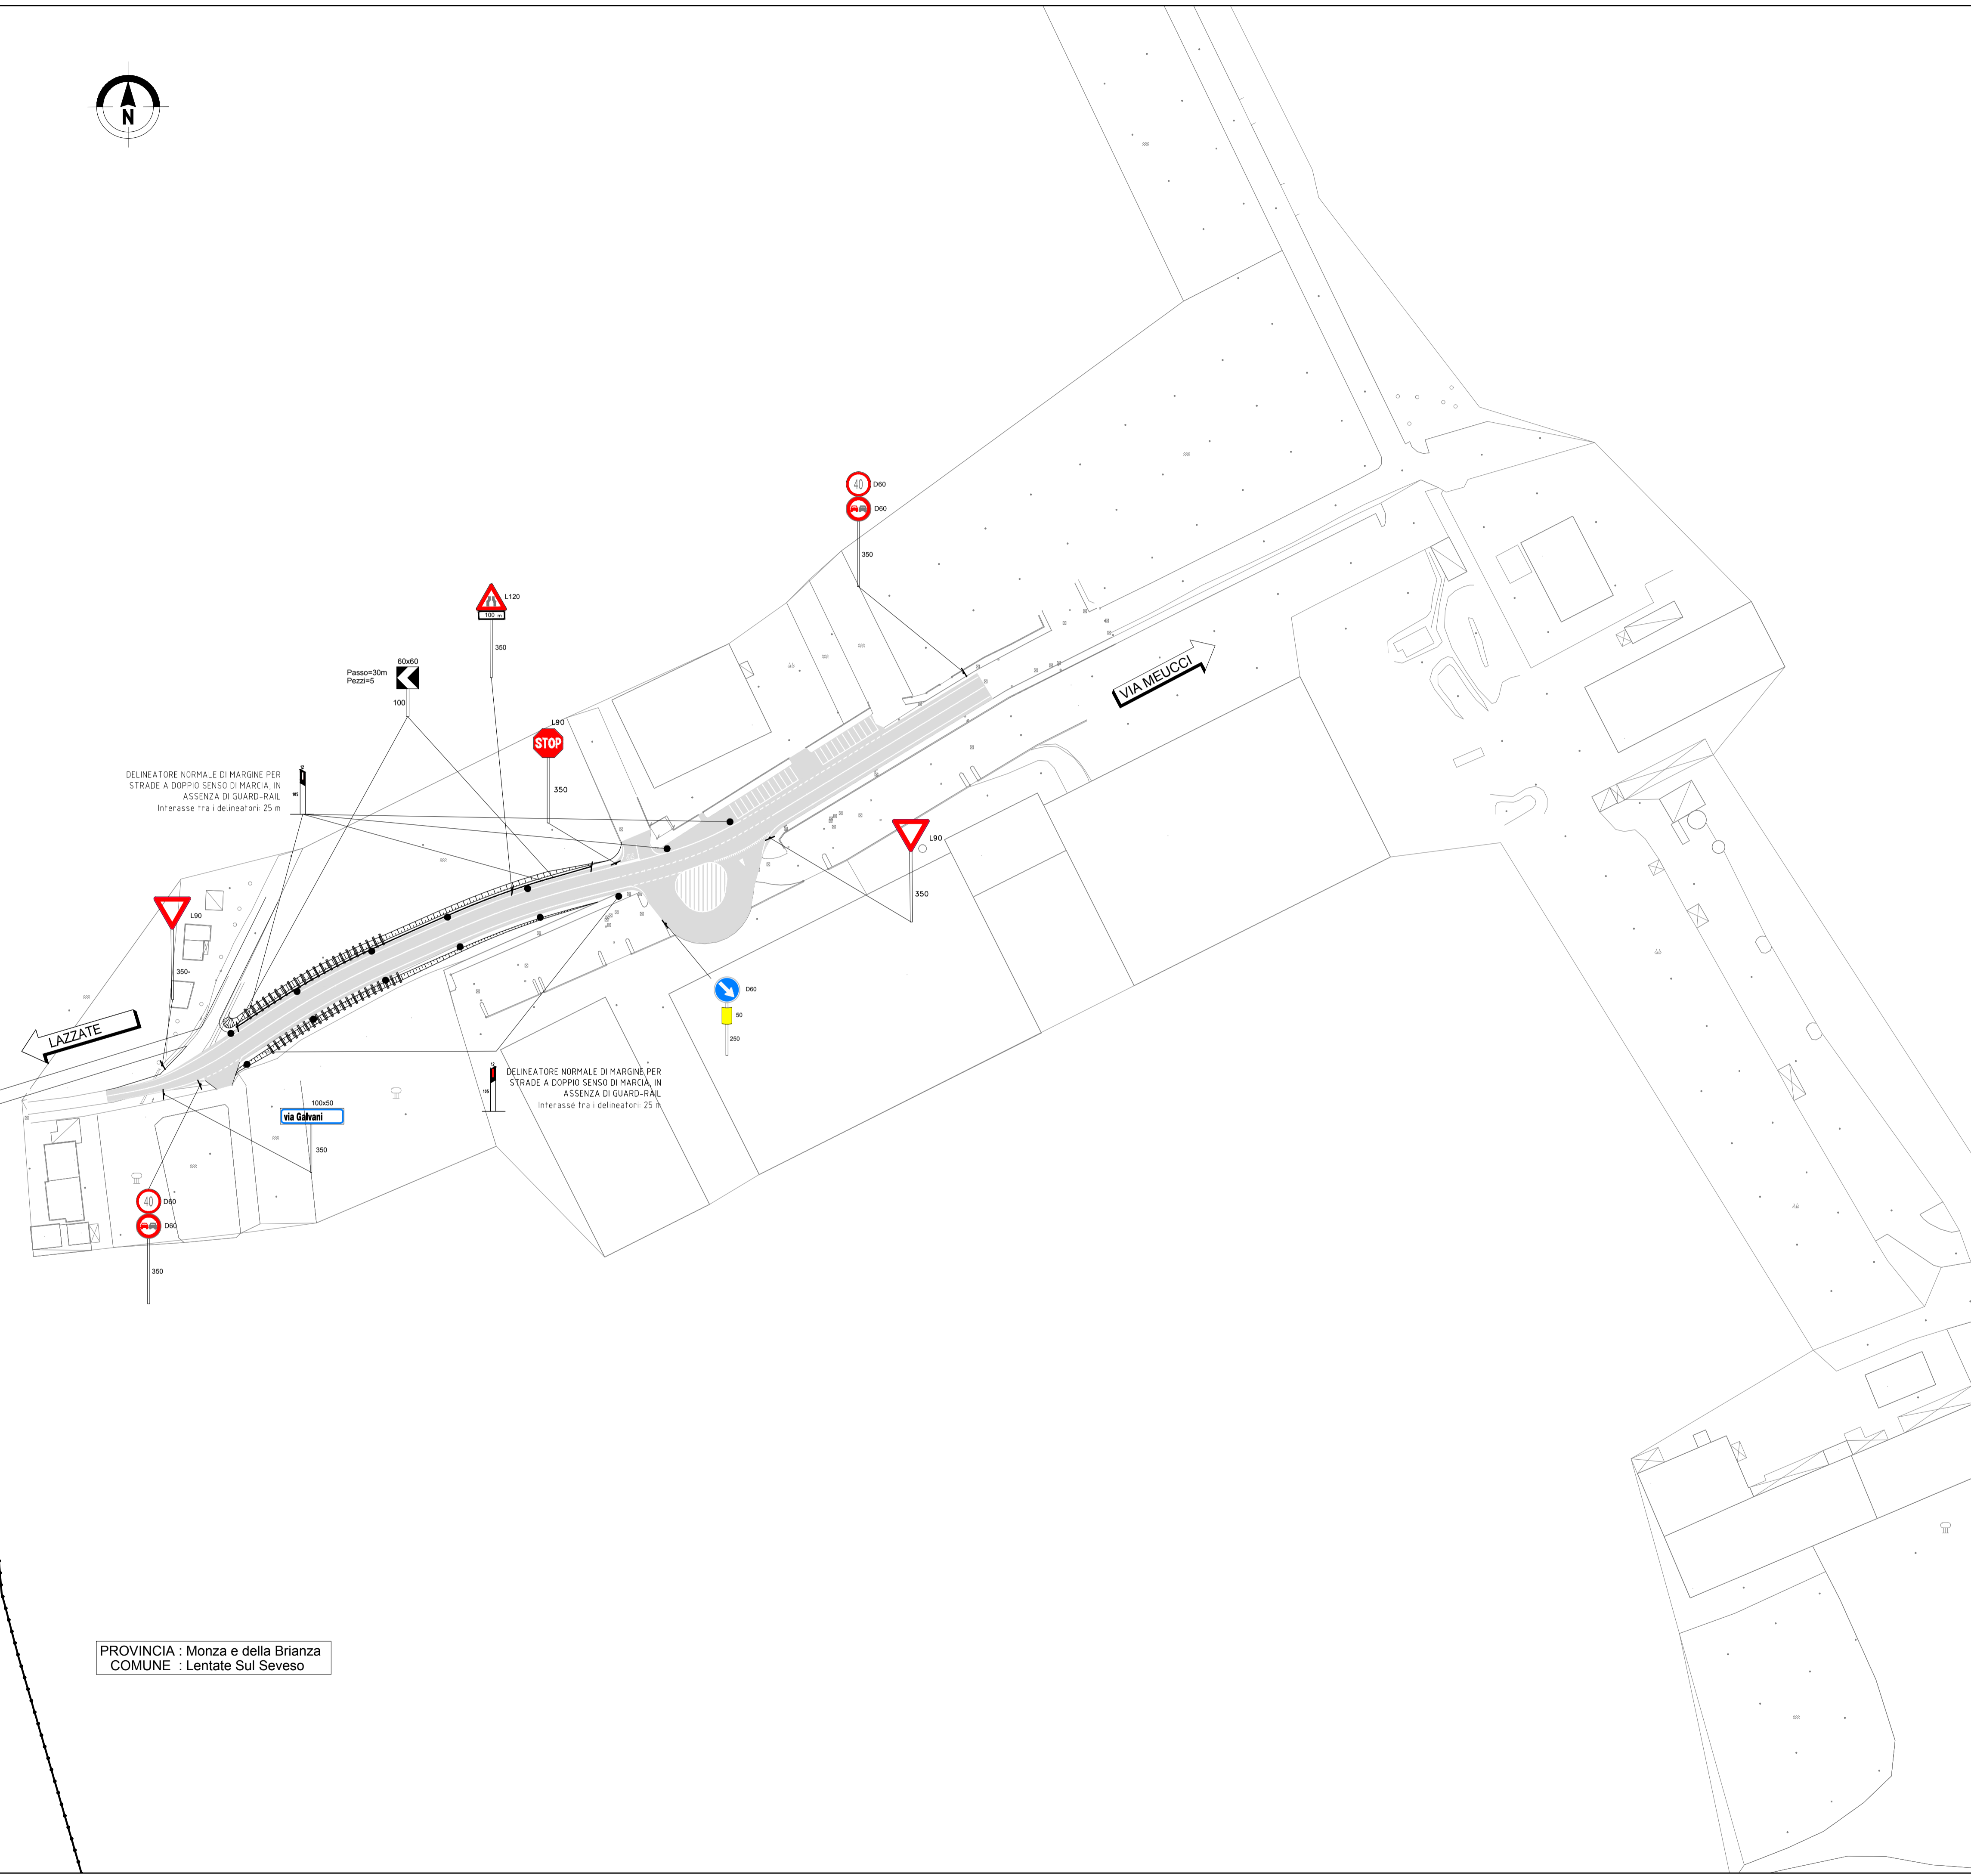 N
40 D60
D60
350
L120
100 m
350
60x60
Passo=30m
Pezzi=5
100
L90
STOP
350
VIA MEUCCI
DELINEATORE NORMALE DI MARGINE PER
STRADE A DOPPIO SENSO DI MARCIA, IN
ASSENZA DI GUARD-RAIL
Interasse tra i delineatori: 25 m
105
L90
350
L90
350-
LAZZATE
D60
50
250
DELINEATORE NORMALE DI MARGINE PER
STRADE A DOPPIO SENSO DI MARCIA, IN
ASSENZA DI GUARD-RAIL
Interasse tra i delineatori: 25 m
105
100x50
via Galvani
350
40 D60
D60
350
PROVINCIA : Monza e della Brianza
COMUNE : Lentate Sul Seveso